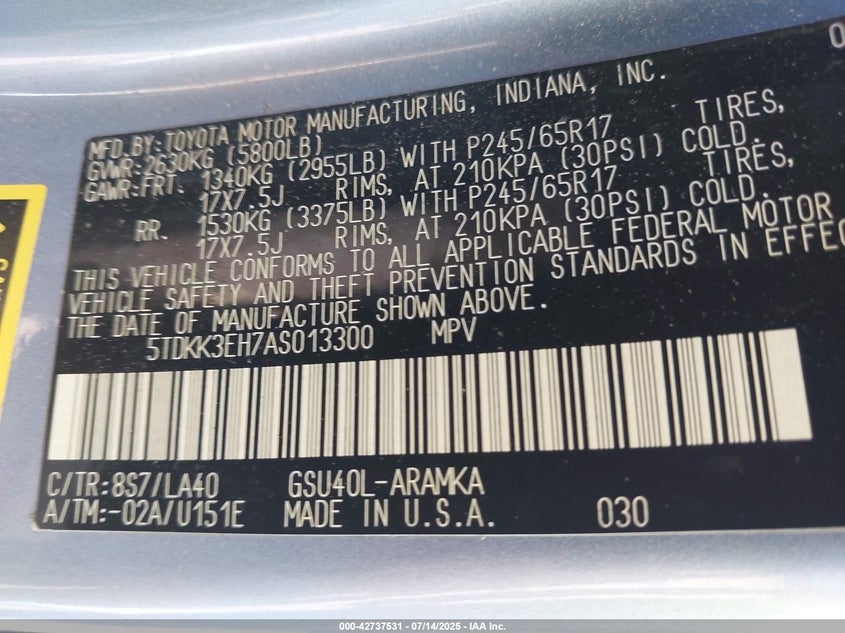 0
MFD. BY: TOYOTA MOTOR MANUFACTURING, INDIANA, INC.
GVWR: 2630KG (5800LB)
GAWR: FRT. 1340KG (2955LB) WITH P245/65R17 TIRES,
17X7.5J RIMS, AT 210KPA (30PSI) COLD.
RR. 1530KG (3375LB) WITH P245/65R17 TIRES,
17X7.5J RIMS, AT 210KPA (30PSI) COLD.
THIS VEHICLE CONFORMS TO ALL APPLICABLE FEDERAL MOTOR
VEHICLE SAFETY AND THEFT PREVENTION STANDARDS IN EFFEC
THE DATE OF MANUFACTURE SHOWN ABOVE.
5TDKK3EH7AS013300 MPV
C/TR: 8S7/LA40 GSU40L-ARAMKA
A/TM: -02A/U151E MADE IN U.S.A. 030
000-42737531 - 07/14/2025 - IAA Inc.